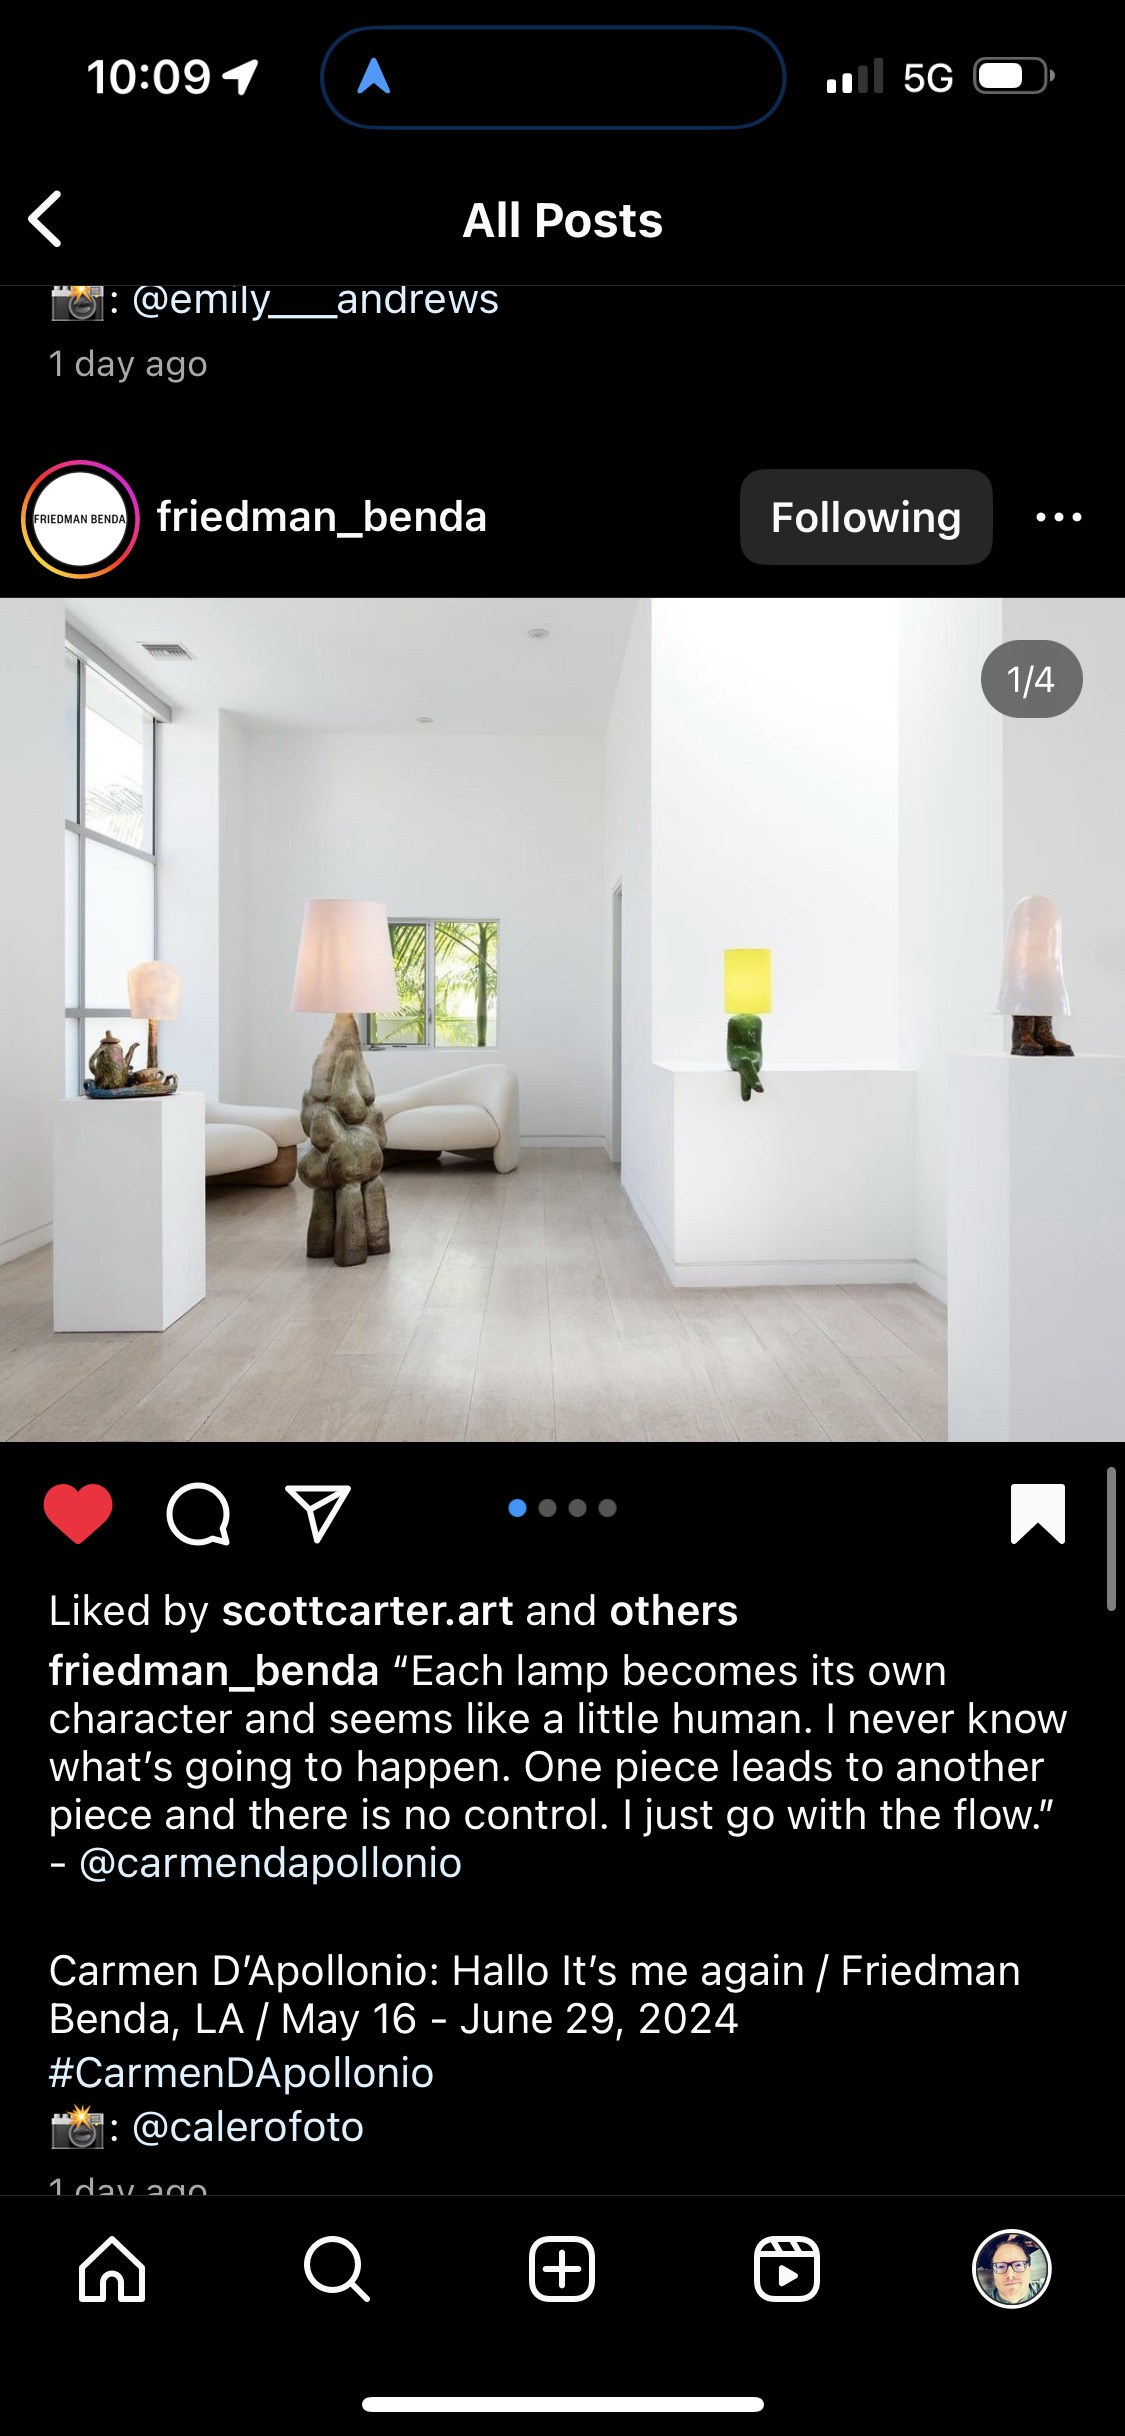 10:09
5G
All Posts
📸: @emily___andrews
1 day ago
FRIEDMAN BENDA
friedman_benda
Following
1/4
Liked by scottcarter.art and others
friedman_benda “Each lamp becomes its own
character and seems like a little human. I never know
what’s going to happen. One piece leads to another
piece and there is no control. I just go with the flow.”
- @carmendapollonio
Carmen D’Apollonio: Hallo It’s me again / Friedman
Benda, LA / May 16 - June 29, 2024
#CarmenDApollonio
📸: @calerofoto
1 day ago